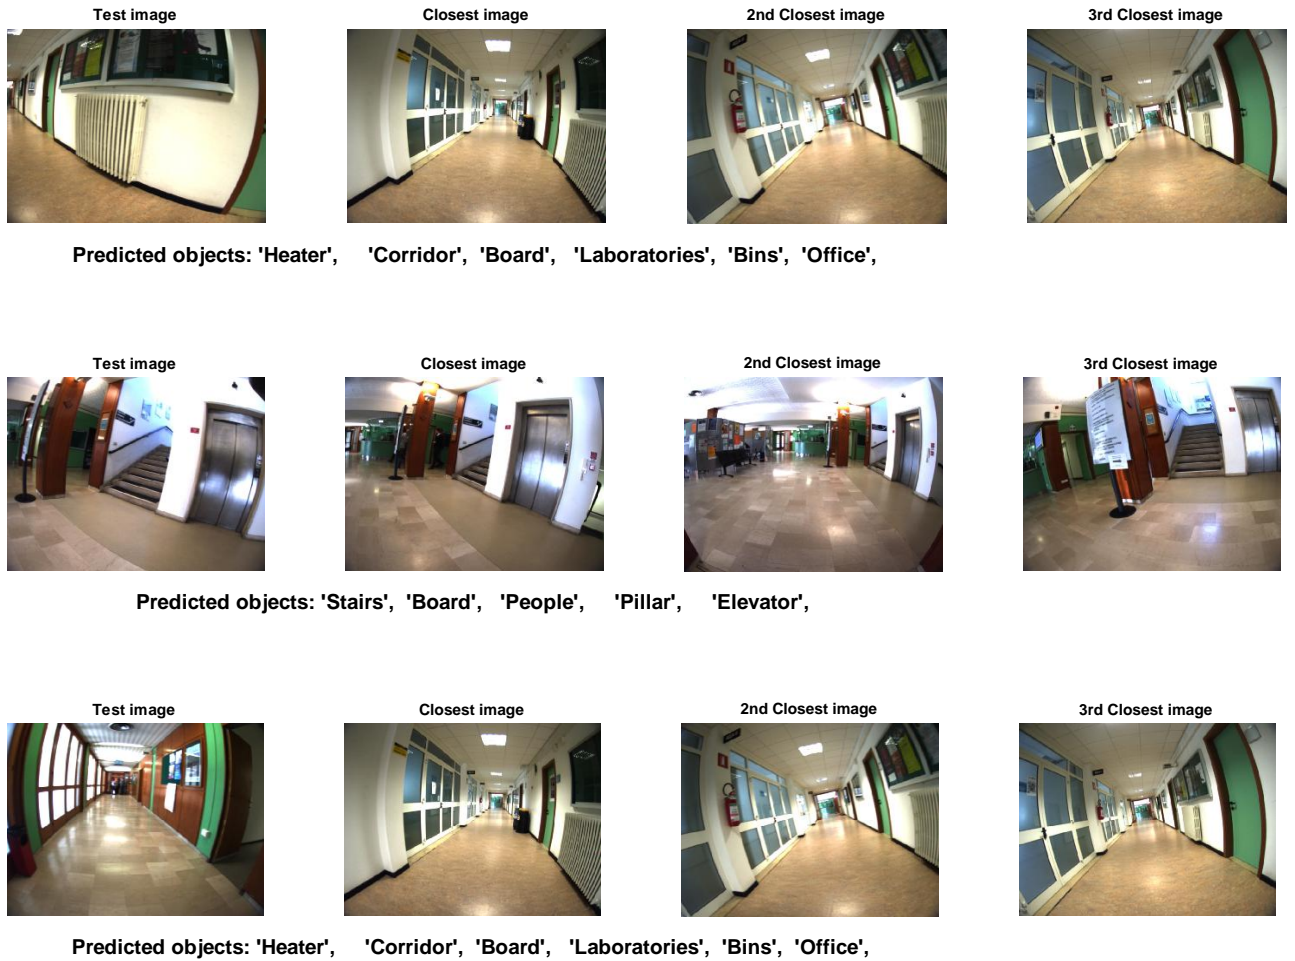 Test image Closest image 2nd Closest image 3rd Closest image
Predicted objects: 'Heater', 'Corridor', 'Board', 'Laboratories', 'Bins', 'Office',
Test image Closest image 2nd Closest image 3rd Closest image
Predicted objects: 'Stairs', 'Board', 'People', 'Pillar', 'Elevator',
Test image Closest image 2nd Closest image 3rd Closest image
Predicted objects: 'Heater', 'Corridor', 'Board', 'Laboratories', 'Bins', 'Office',